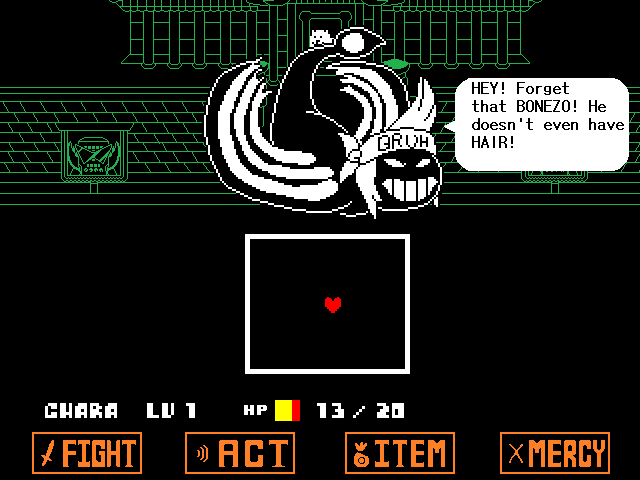 HEY! Forget
that BONEZO! He
doesn't even have
HAIR!
GRUH
CHARA LV 1 HP 13 / 20
FIGHT ACT ITEM MERCY